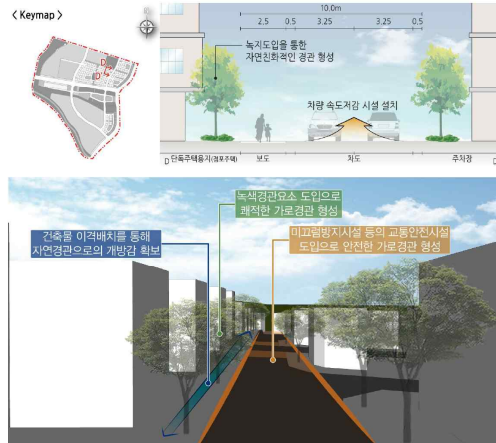 < Keymap >
D
D'
10.0m
2.5 0.5 3.25 3.25 0.5
녹지도입을 통한
자연친화적인 경관 형성
차량 속도저감 시설 설치
D 단독주택용지(점포주택) 보도 차도 주차장 D'
녹색경관요소 도입으로
쾌적한 가로경관 형성
건축물 이격배치를 통해
자연경관으로의 개방감 확보
미끄럼방지시설 등의 교통안전시설
도입으로 안전한 가로경관 형성